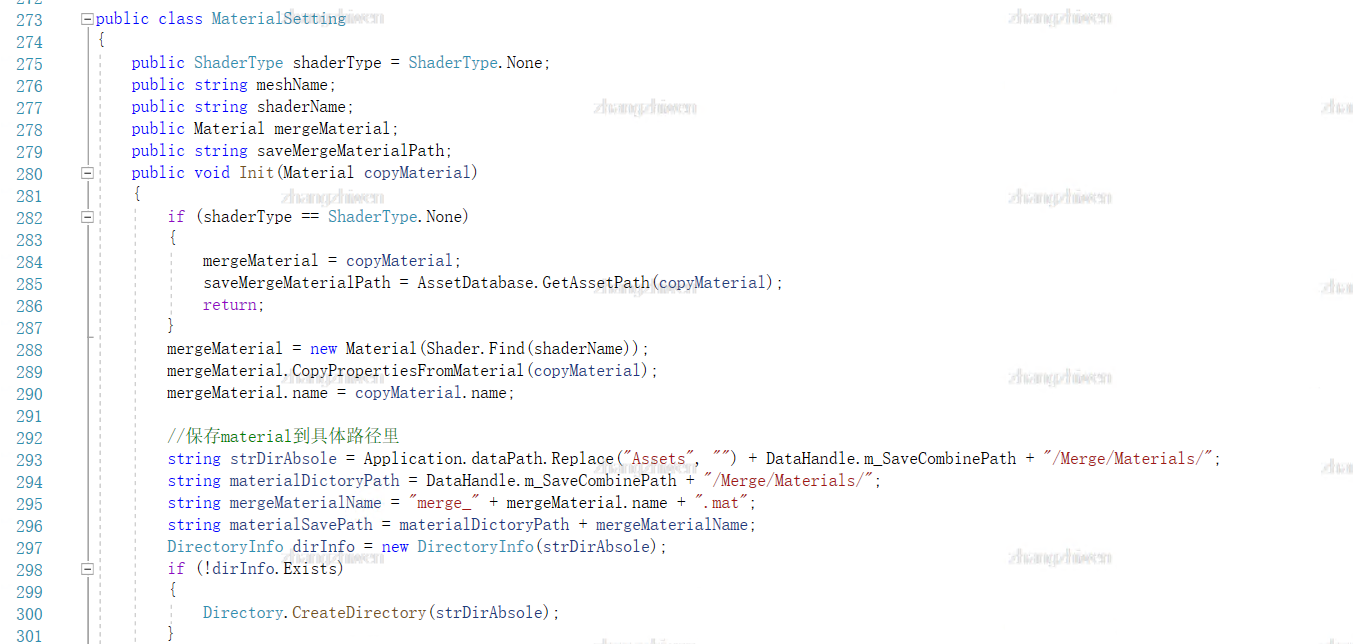 273 public class MaterialSetting
274 {
275 public ShaderType shaderType = ShaderType.None;
276 public string meshName;
277 public string shaderName;
278 public Material mergeMaterial;
279 public string saveMergeMaterialPath;
280 public void Init(Material copyMaterial)
281 {
282 if (shaderType == ShaderType.None)
283 {
284 mergeMaterial = copyMaterial;
285 saveMergeMaterialPath = AssetDatabase.GetAssetPath(copyMaterial);
286 return;
287 }
288 mergeMaterial = new Material(Shader.Find(shaderName));
289 mergeMaterial.CopyPropertiesFromMaterial(copyMaterial);
290 mergeMaterial.name = copyMaterial.name;
291
292 //保存material到具体路径里
293 string strDirAbsole = Application.dataPath.Replace("Assets", "") + DataHandle.m_SaveCombinePath + "/Merge/Materials/";
294 string materialDictoryPath = DataHandle.m_SaveCombinePath + "/Merge/Materials/";
295 string mergeMaterialName = "merge_" + mergeMaterial.name + ".mat";
296 string materialSavePath = materialDictoryPath + mergeMaterialName;
297 DirectoryInfo dirInfo = new DirectoryInfo(strDirAbsole);
298 if (!dirInfo.Exists)
299 {
300 Directory.CreateDirectory(strDirAbsole);
301 }
zhangzhiwen